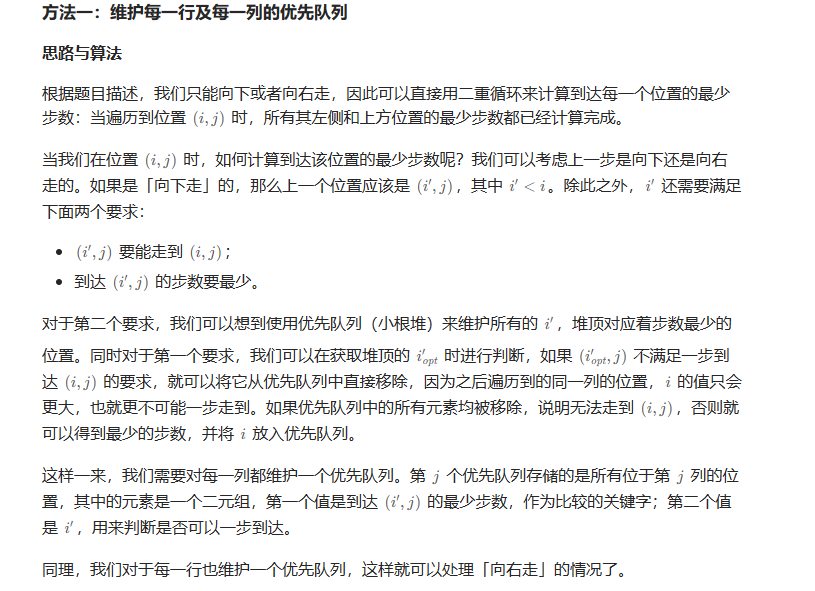 方法一：维护每一行及每一列的优先队列
思路与算法
根据题目描述，我们只能向下或者向右走，因此可以直接用二重循环来计算到达每一个位置的最少
步数：当遍历到位置 (i, j) 时，所有其左侧和上方位置的最少步数都已经计算完成。
当我们在位置 (i, j) 时，如何计算到达该位置的最少步数呢？我们可以考虑上一步是向下还是向右
走的。如果是「向下走」的，那么上一个位置应该是 (i′, j)，其中 i′ < i。除此之外，i′ 还需要满足
下面两个要求：
• (i′, j) 要能走到 (i, j)；
• 到达 (i′, j) 的步数要最少。
对于第二个要求，我们可以想到使用优先队列（小根堆）来维护所有的 i′，堆顶对应着步数最少的
位置。同时对于第一个要求，我们可以在获取堆顶的 i′opt 时进行判断，如果 (i′opt, j) 不满足一步到
达 (i, j) 的要求，就可以将它从优先队列中直接移除，因为之后遍历到的同一列的位置，i 的值只会
更大，也就更不可能一步走到。如果优先队列中的所有元素均被移除，说明无法走到 (i, j)，否则就
可以得到最少的步数，并将 i 放入优先队列。
这样一来，我们需要对每一列都维护一个优先队列。第 j 个优先队列存储的是所有位于第 j 列的位
置，其中的元素是一个二元组，第一个值是到达 (i′, j) 的最少步数，作为比较的关键字；第二个值
是 i′，用来判断是否可以一步到达。
同理，我们对于每一行也维护一个优先队列，这样就可以处理「向右走」的情况了。